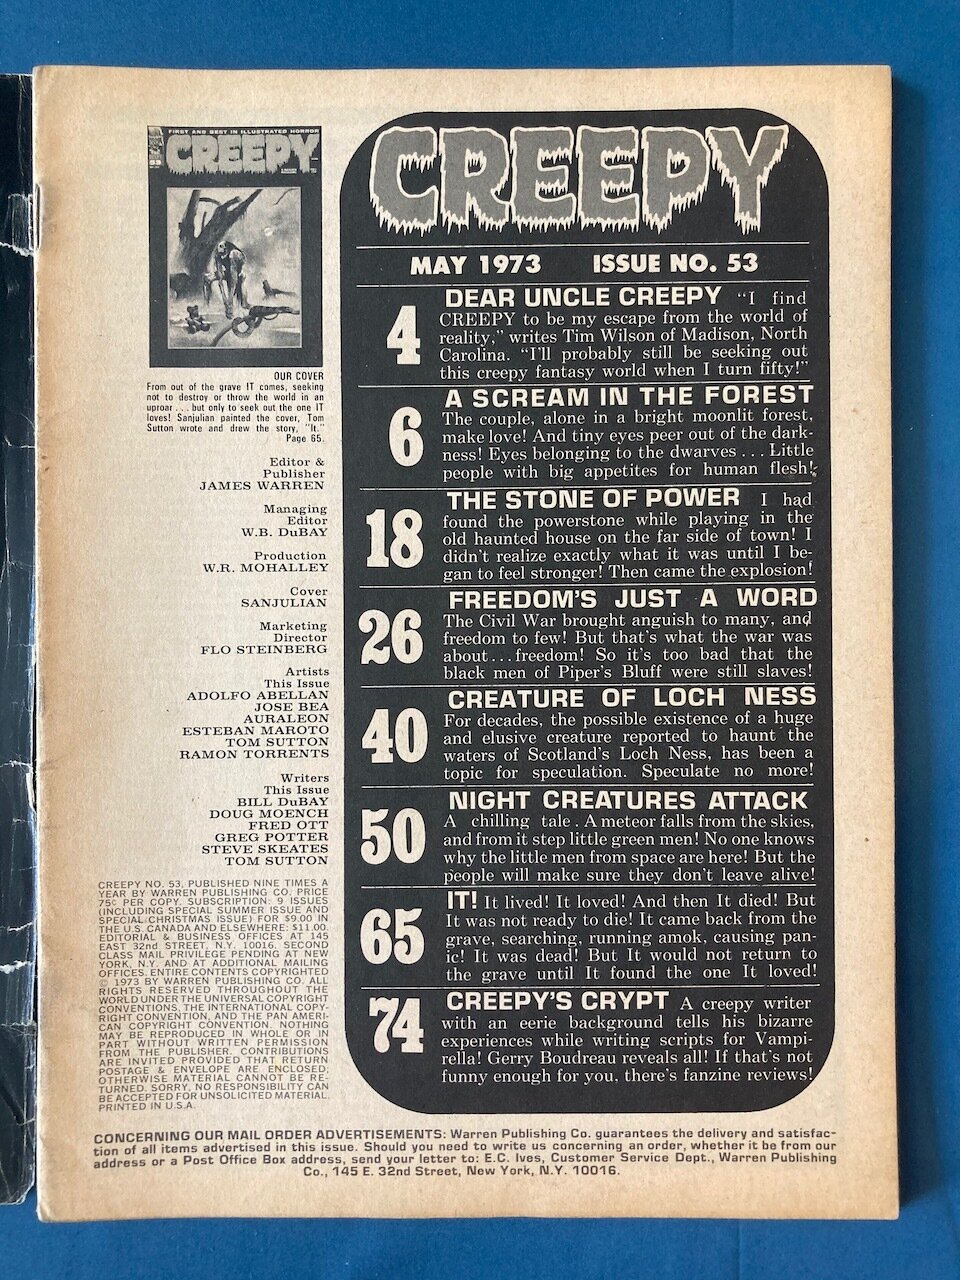 FIRST AND BEST IN ILLUSTRATED HORROR
CREEPY
53
OUR COVER
From out of the grave IT comes, seeking
not to destroy or throw the world in an
uproar . . . but only to seek out the one IT
loves! Sanjulian painted the cover, Tom
Sutton wrote and drew the story, "It."
Page 65.
Editor &
Publisher
JAMES WARREN
Managing
Editor
W.B. DuBAY
Production
W.R. MOHALLEY
Cover
SANJULIAN
Marketing
Director
FLO STEINBERG
Artists
This Issue
ADOLFO ABELLAN
JOSE BEA
AURALEON
ESTEBAN MAROTO
TOM SUTTON
RAMON TORRENTS
Writers
This Issue
BILL DuBAY
DOUG MOENCH
FRED OTT
GREG POTTER
STEVE SKEATES
TOM SUTTON
CREEPY NO. 53, PUBLISHED NINE TIMES A
YEAR BY WARREN PUBLISHING CO. PRICE
75¢ PER COPY. SUBSCRIPTION: 9 ISSUES
(INCLUDING SPECIAL SUMMER ISSUE AND
SPECIAL CHRISTMAS ISSUE) FOR $9.00 IN
THE U.S. CANADA AND ELSEWHERE: $11.00.
EDITORIAL & BUSINESS OFFICES AT 145
EAST 32nd STREET, N.Y. 10016. SECOND
CLASS MAIL PRIVILEGE PENDING AT NEW
YORK, N.Y. AND AT ADDITIONAL MAILING
OFFICES. ENTIRE CONTENTS COPYRIGHTED
© 1973 BY WARREN PUBLISHING CO. ALL
RIGHTS RESERVED THROUGHOUT THE
WORLD UNDER THE UNIVERSAL COPYRIGHT
CONVENTIONS, THE INTERNATIONAL COPY-
RIGHT CONVENTION, AND THE PAN AMERI-
CAN COPYRIGHT CONVENTION. NOTHING
MAY BE REPRODUCED IN WHOLE OR IN
PART WITHOUT WRITTEN PERMISSION
FROM THE PUBLISHER. CONTRIBUTIONS
ARE INVITED PROVIDED THAT RETURN
POSTAGE & ENVELOPE ARE ENCLOSED;
OTHERWISE MATERIAL CANNOT BE RE-
TURNED. SORRY, NO RESPONSIBILITY CAN
BE ACCEPTED FOR UNSOLICITED MATERIAL.
PRINTED IN U.S.A.
CREEPY
MAY 1973 ISSUE NO. 53
4 DEAR UNCLE CREEPY "I find
CREEPY to be my escape from the world of
reality," writes Tim Wilson of Madison, North
Carolina. "I'll probably still be seeking out
this creepy fantasy world when I turn fifty!"
6 A SCREAM IN THE FOREST
The couple, alone in a bright moonlit forest,
make love! And tiny eyes peer out of the dark-
ness! Eyes belonging to the dwarves . . . Little
people with big appetites for human flesh!
18 THE STONE OF POWER I had
found the powerstone while playing in the
old haunted house on the far side of town! I
didn't realize exactly what it was until I be-
gan to feel stronger! Then came the explosion!
26 FREEDOM'S JUST A WORD
The Civil War brought anguish to many, and
freedom to few! But that's what the war was
about . . . freedom! So it's too bad that the
black men of Piper's Bluff were still slaves!
40 CREATURE OF LOCH NESS
For decades, the possible existence of a huge
and elusive creature reported to haunt the
waters of Scotland's Loch Ness, has been a
topic for speculation. Speculate no more!
50 NIGHT CREATURES ATTACK
A chilling tale. A meteor falls from the skies,
and from it step little green men! No one knows
why the little men from space are here! But the
people will make sure they don't leave alive!
65 IT! It lived! It loved! And then It died! But
It was not ready to die! It came back from the
grave, searching, running amok, causing pan-
ic! It was dead! But It would not return to
the grave until It found the one It loved!
74 CREEPY'S CRYPT A creepy writer
with an eerie background tells his bizarre
experiences while writing scripts for Vampi-
rella! Gerry Boudreau reveals all! If that's not
funny enough for you, there's fanzine reviews!
CONCERNING OUR MAIL ORDER ADVERTISEMENTS: Warren Publishing Co. guarantees the delivery and satisfac-
tion of all items advertised in this issue. Should you need to write us concerning an order, whether it be from our
address or a Post Office Box address, send your letter to: E.C. Ives, Customer Service Dept., Warren Publishing
Co., 145 E. 32nd Street, New York, N.Y. 10016.